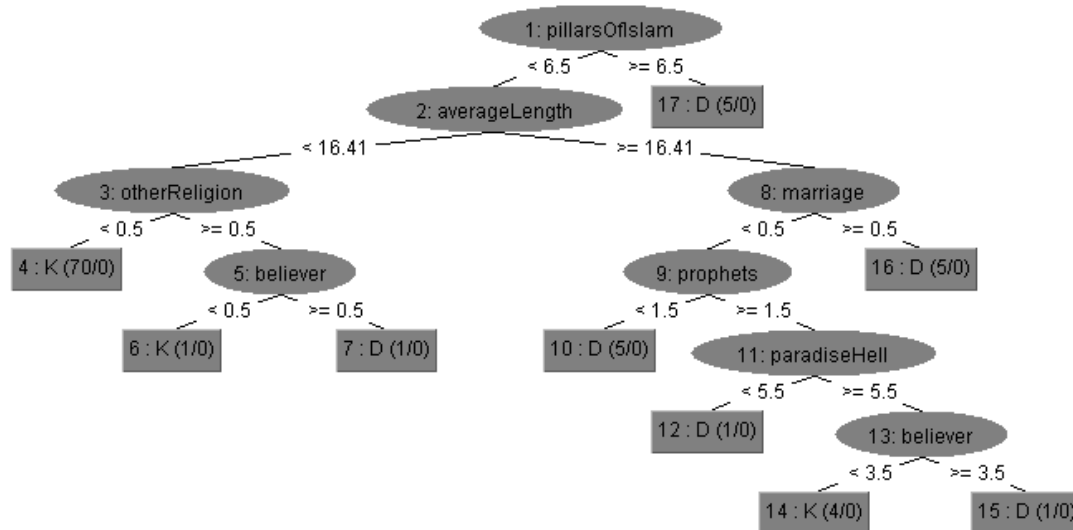 1: pillarsOfIslam
< 6.5 >= 6.5
2: averageLength 17 : D (5/0)
< 16.41 >= 16.41
3: otherReligion 8: marriage
< 0.5 >= 0.5 < 0.5 >= 0.5
4 : K (70/0) 5: believer 9: prophets 16 : D (5/0)
< 0.5 >= 0.5 < 1.5 >= 1.5
6 : K (1/0) 7 : D (1/0) 10 : D (5/0) 11: paradiseHell
< 5.5 >= 5.5
12 : D (1/0) 13: believer
< 3.5 >= 3.5
14 : K (4/0) 15 : D (1/0)